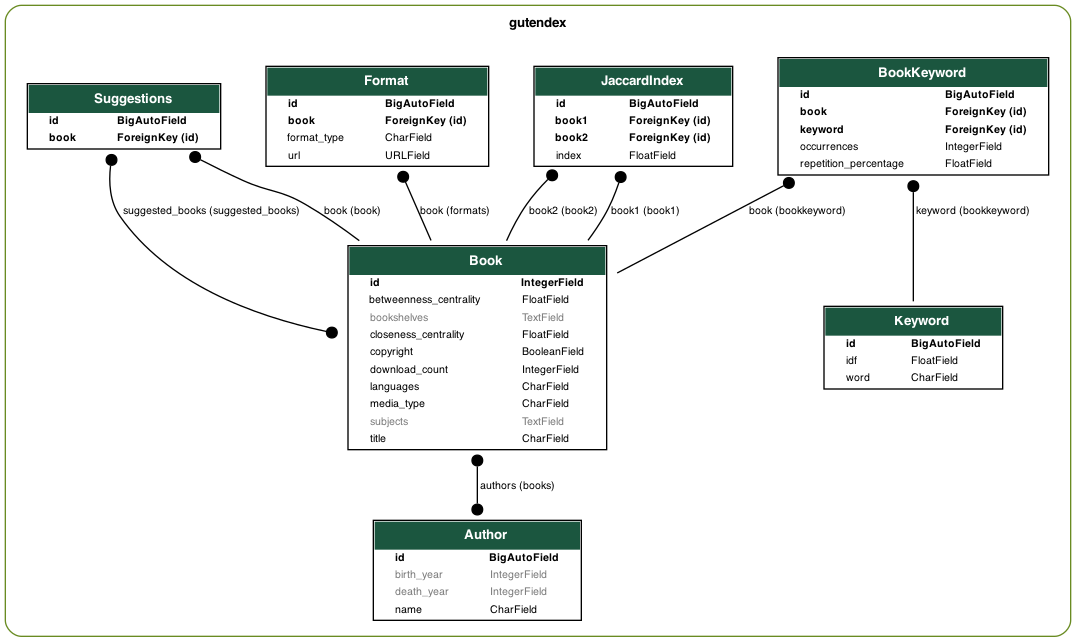 gutendex
Suggestions
id BigAutoField
book ForeignKey (id)
Format
id BigAutoField
book ForeignKey (id)
format_type CharField
url URLField
JaccardIndex
id BigAutoField
book1 ForeignKey (id)
book2 ForeignKey (id)
index FloatField
BookKeyword
id BigAutoField
book ForeignKey (id)
keyword ForeignKey (id)
occurrences IntegerField
repetition_percentage FloatField
suggested_books (suggested_books)
book (book)
book (formats)
book2 (book2)
book1 (book1)
book (bookkeyword)
keyword (bookkeyword)
Book
id IntegerField
betweenness_centrality FloatField
bookshelves TextField
closeness_centrality FloatField
copyright BooleanField
download_count IntegerField
languages CharField
media_type CharField
subjects TextField
title CharField
Keyword
id BigAutoField
idf FloatField
word CharField
authors (books)
Author
id BigAutoField
birth_year IntegerField
death_year IntegerField
name CharField